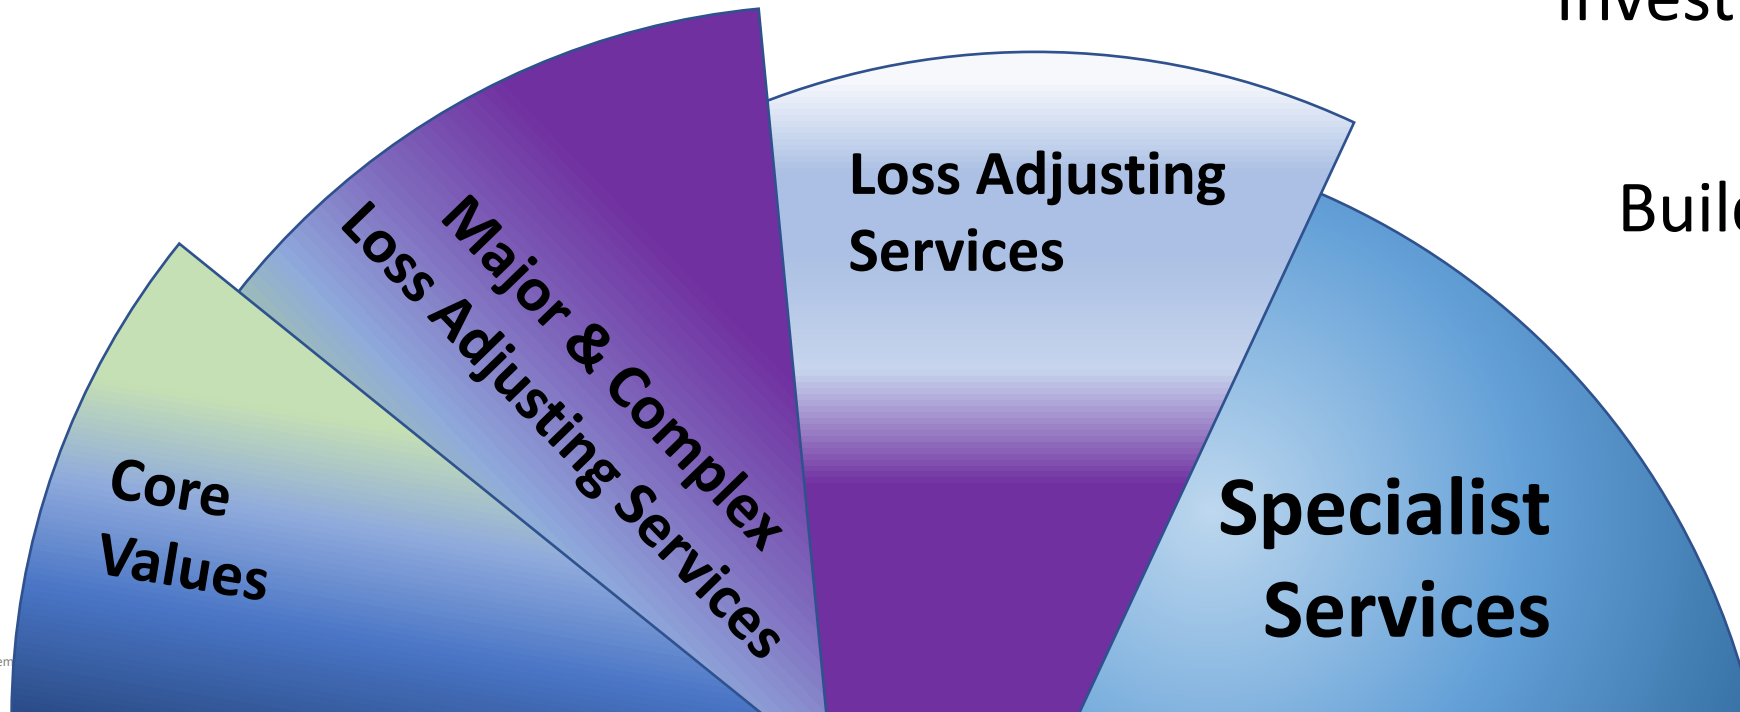 Core
Values
Major & Complex
Loss Adjusting Services
Loss Adjusting
Services
Specialist
Services